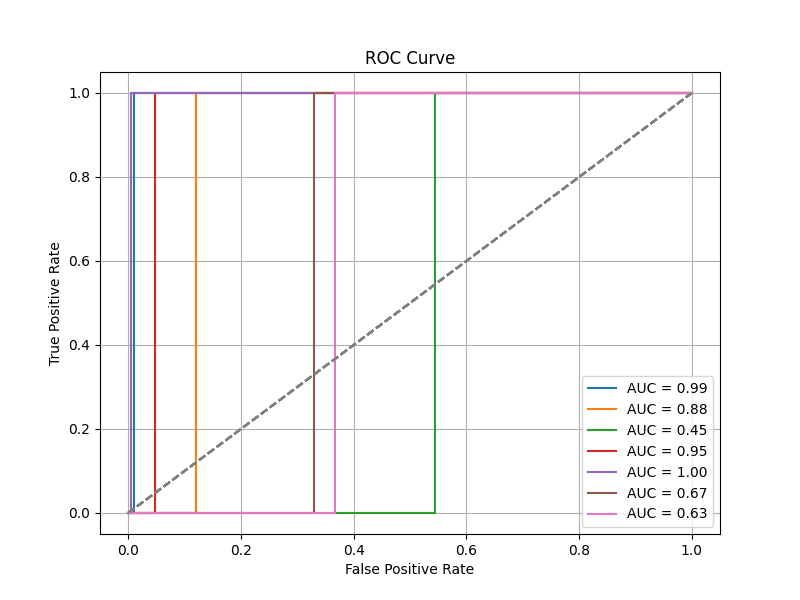 ROC Curve
True Positive Rate
1.0
0.8
0.6
0.4
0.2
0.0
AUC = 0.99
AUC = 0.88
AUC = 0.45
AUC = 0.95
AUC = 1.00
AUC = 0.67
AUC = 0.63
0.0 0.2 0.4 0.6 0.8 1.0
False Positive Rate